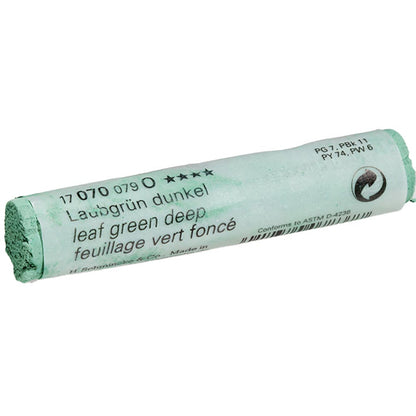 17 070 079 O ★★★★
Laubgrün dunkel
leaf green deep
feuillage vert foncé
H. Schmincke & Co. Made in
PG 7, PBk 11
PY 74, PW 6
Conforms to ASTM D-4236